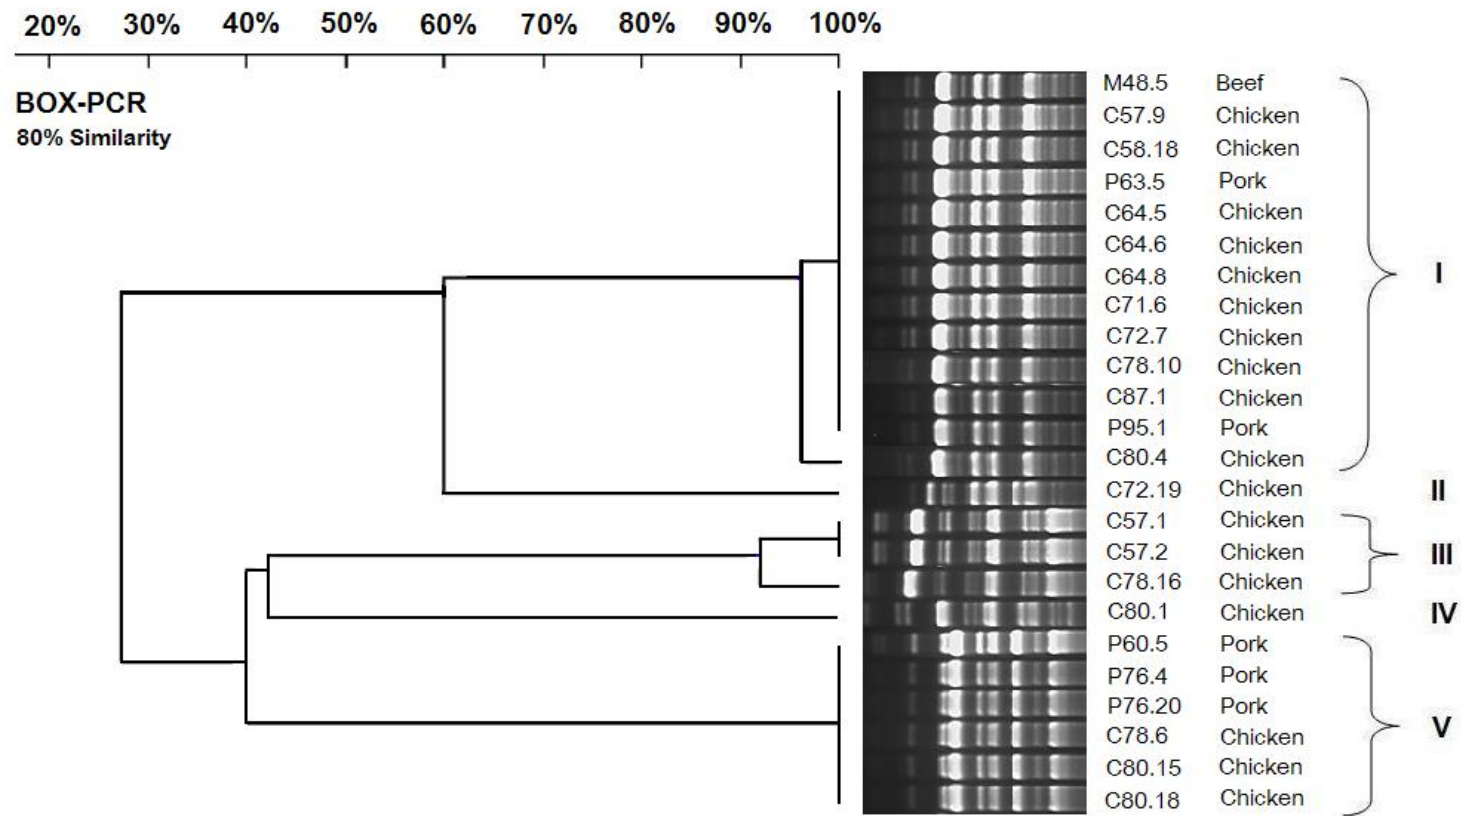 20% 30% 40% 50% 60% 70% 80% 90% 100%
BOX-PCR
80% Similarity
M48.5 Beef
C57.9 Chicken
C58.18 Chicken
P63.5 Pork
C64.5 Chicken
C64.6 Chicken
C64.8 Chicken
I
C71.6 Chicken
C72.7 Chicken
C78.10 Chicken
C87.1 Chicken
P95.1 Pork
C80.4 Chicken
C72.19 Chicken II
C57.1 Chicken
C57.2 Chicken III
C78.16 Chicken
C80.1 Chicken IV
P60.5 Pork
P76.4 Pork
P76.20 Pork
C78.6 Chicken V
C80.15 Chicken
C80.18 Chicken